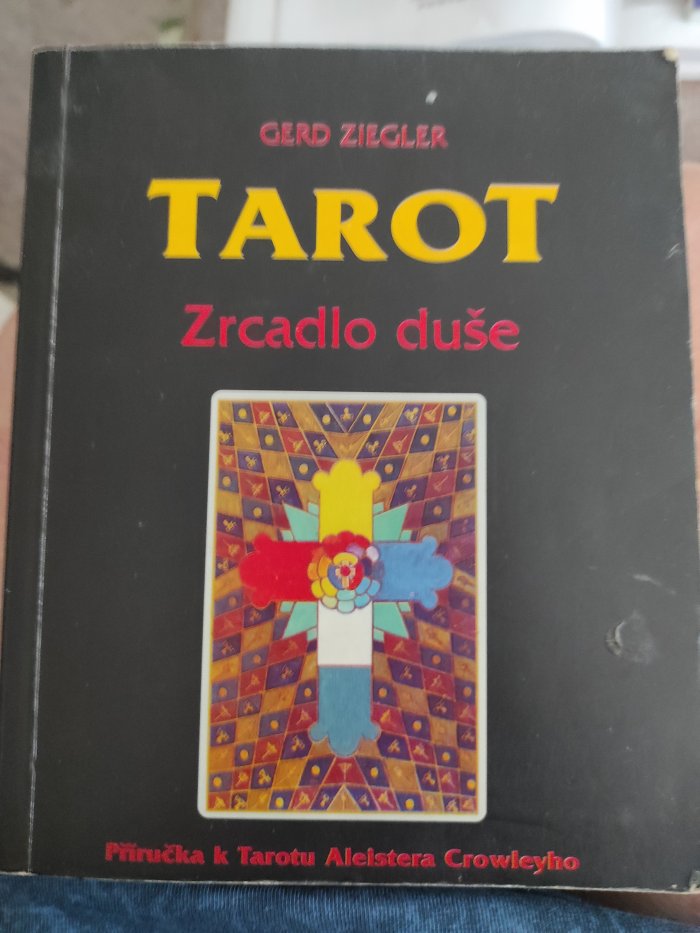 GERD ZIEGLER
TAROT
Zrcadlo duše
Příručka k Tarotu Aleistera Crowleyho